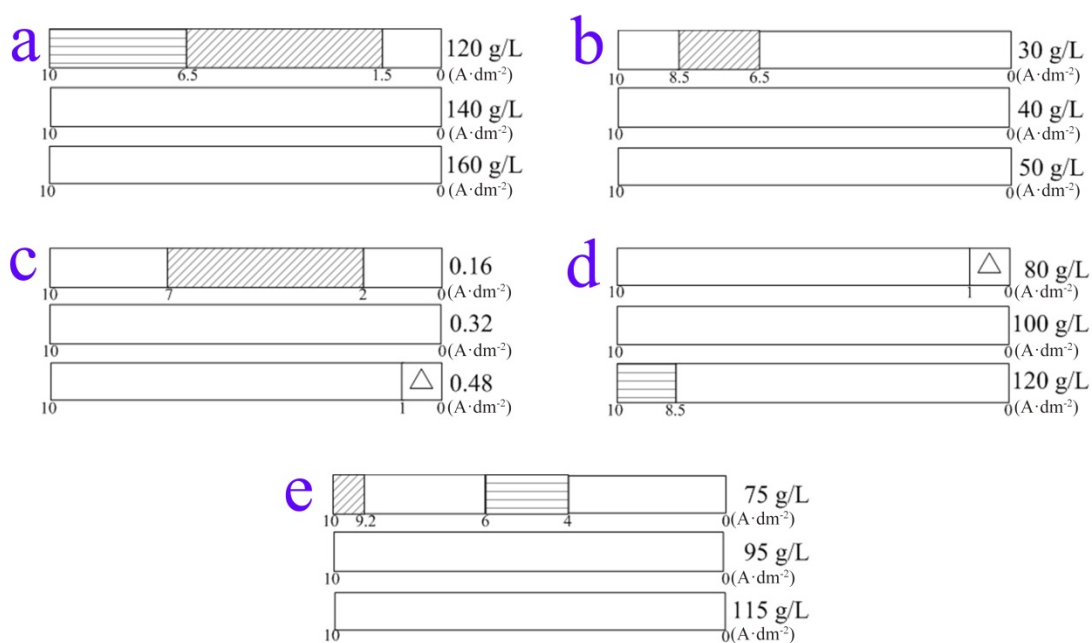 a
120 g/L
10 6.5 1.5 0 (A·dm⁻²)
140 g/L
10 0 (A·dm⁻²)
160 g/L
10 0 (A·dm⁻²)
b
30 g/L
10 8.5 6.5 0 (A·dm⁻²)
40 g/L
10 0 (A·dm⁻²)
50 g/L
10 0 (A·dm⁻²)
c
0.16
10 7 2 0 (A·dm⁻²)
0.32
10 0 (A·dm⁻²)
0.48
10 1 0 (A·dm⁻²)
d
80 g/L
10 1 0 (A·dm⁻²)
100 g/L
10 0 (A·dm⁻²)
120 g/L
10 8.5 0 (A·dm⁻²)
e
75 g/L
10 9.2 6 4 0 (A·dm⁻²)
95 g/L
10 0 (A·dm⁻²)
115 g/L
10 0 (A·dm⁻²)